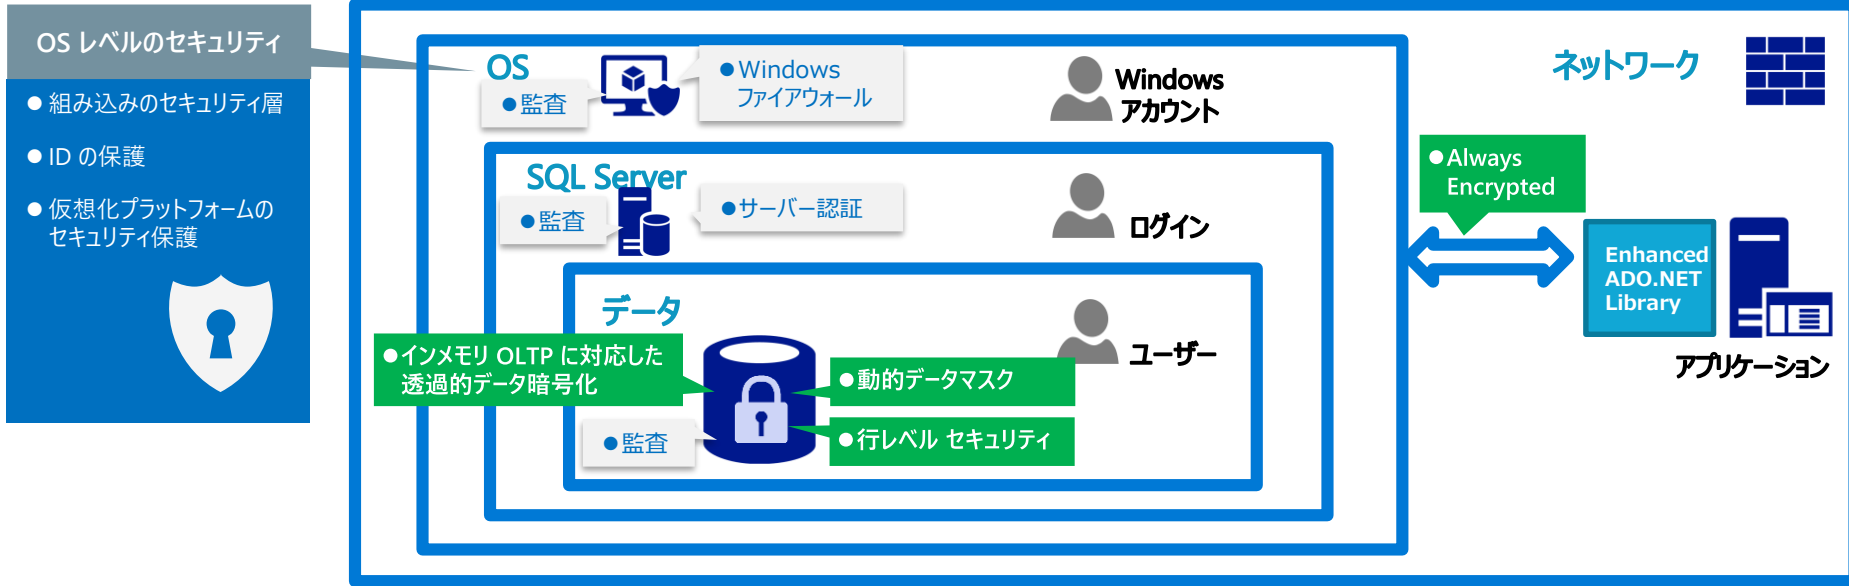 OS レベルのセキュリティ
●組み込みのセキュリティ層
●ID の保護
●仮想化プラットフォームの
セキュリティ保護
OS
●監査
●Windows
ファイアウォール
Windows
アカウント
ネットワーク
SQL Server
●監査
●サーバー認証
ログイン
●Always
Encrypted
Enhanced
ADO.NET
Library
アプリケーション
データ
●インメモリ OLTP に対応した
透過的データ暗号化
●監査
●動的データマスク
●行レベル セキュリティ
ユーザー